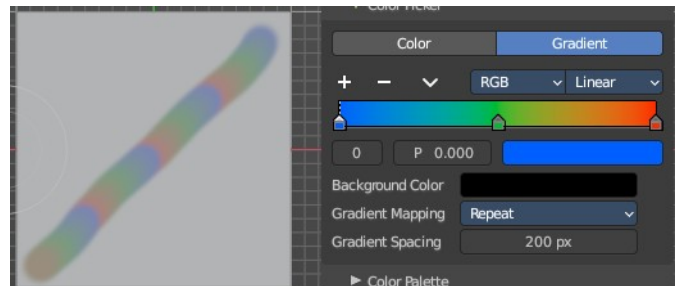 Color Picker
Color Gradient
RGB Linear
0 P 0.000
Background Color
Gradient Mapping Repeat
Gradient Spacing 200 px
Color Palette